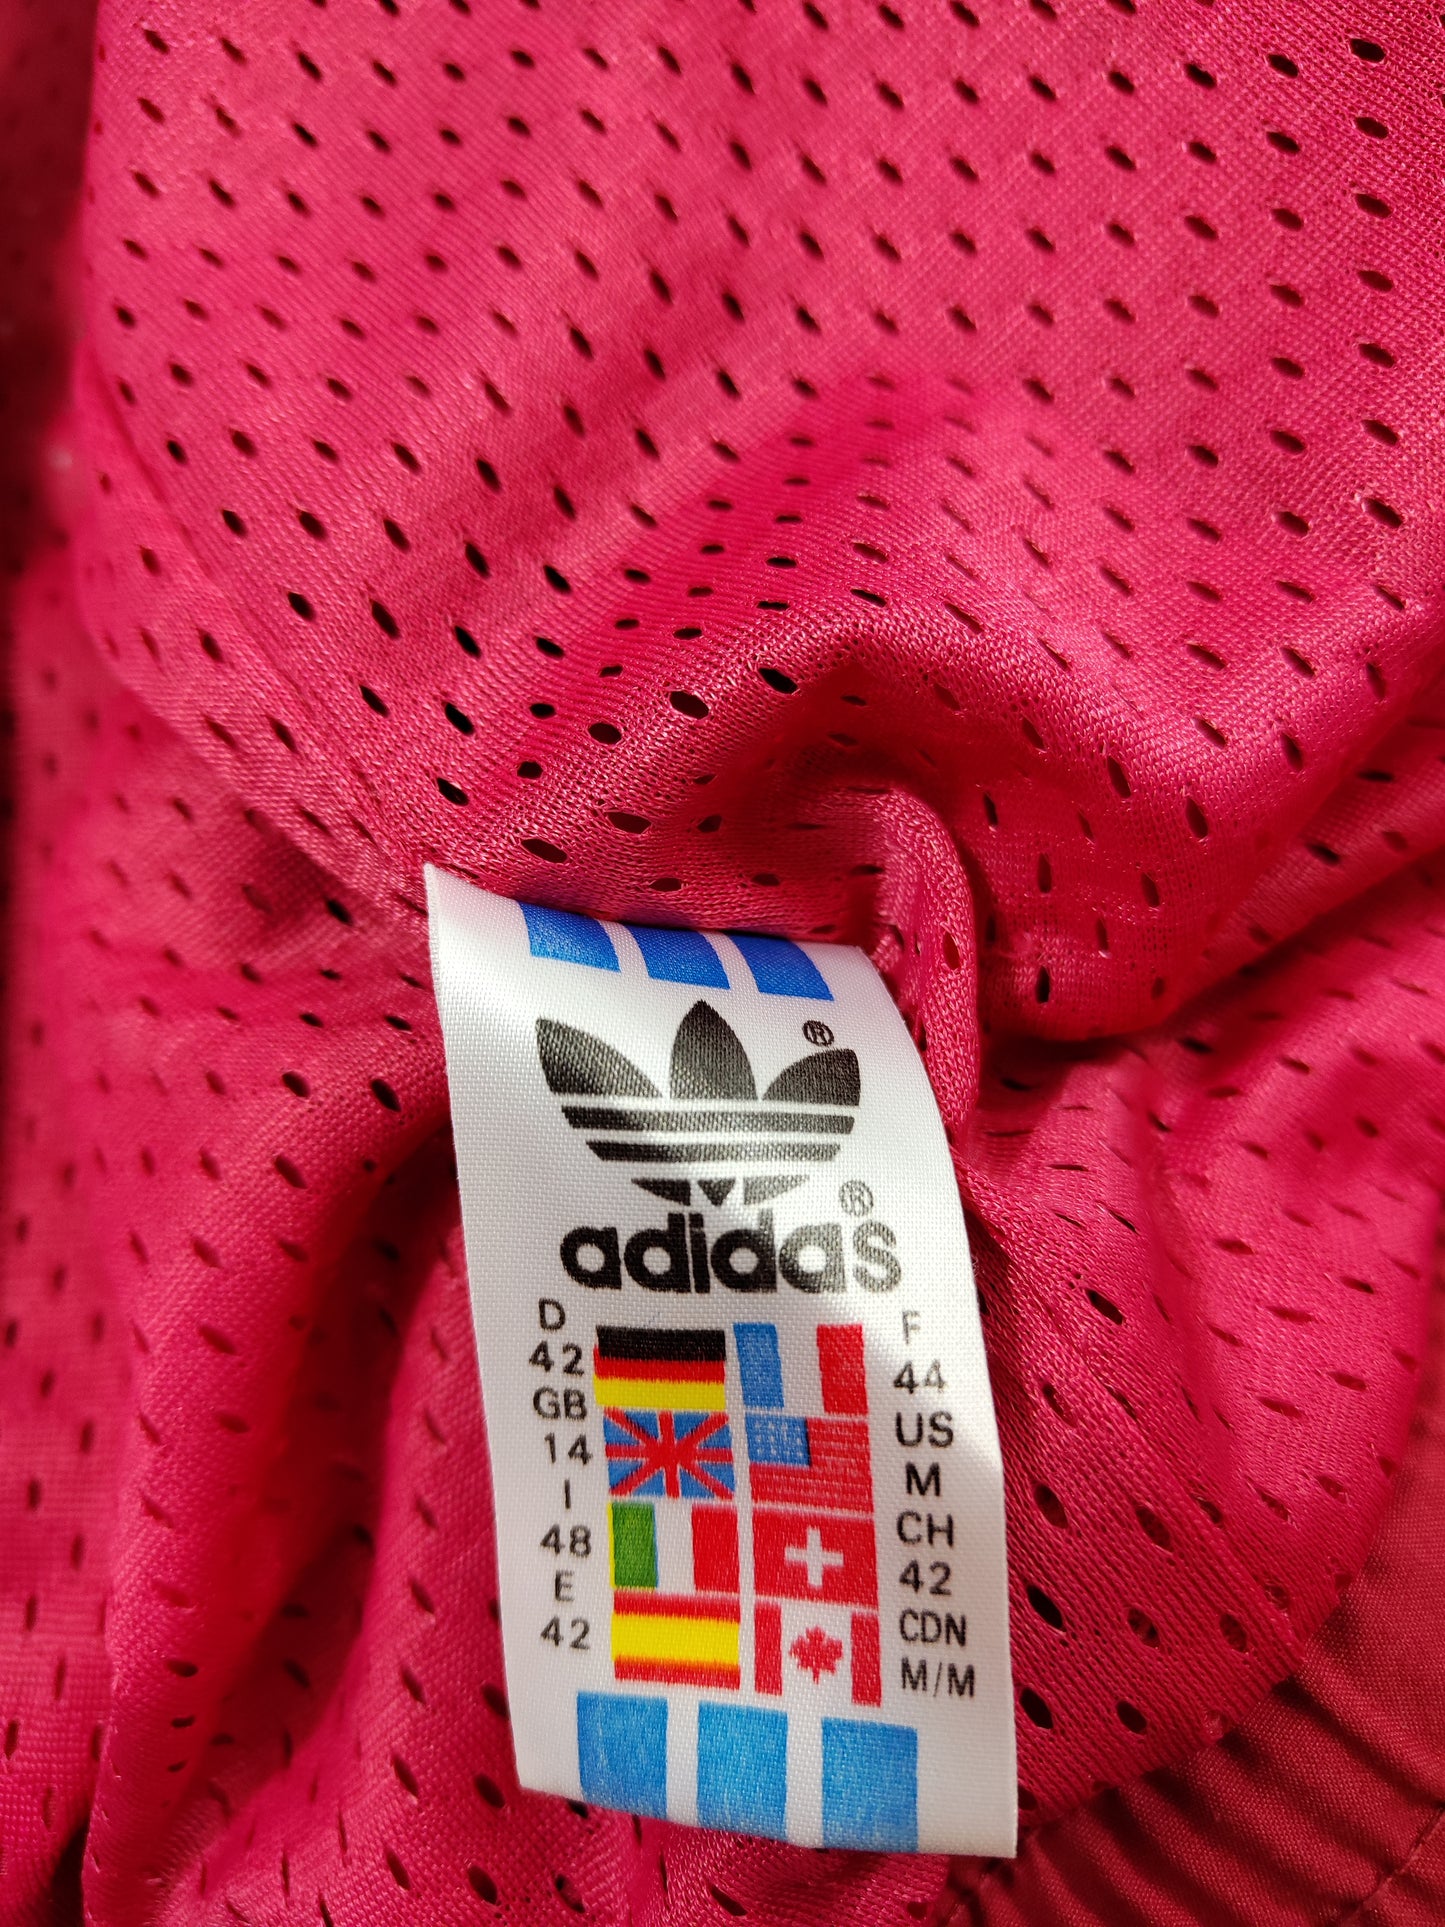 ®
adidas®
D F
42 44
GB US
14 M
I CH
48 42
E CDN
42 M/M